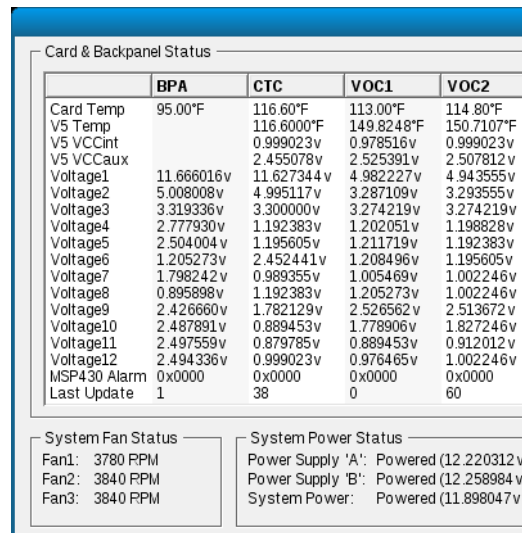 Card & Backpanel Status
BPA CTC VOC1 VOC2
Card Temp 95.00°F 116.60°F 113.00°F 114.80°F
V5 Temp 116.6000°F 149.8248°F 150.7107°F
V5 VCCint 0.999023v 0.978516v 0.999023v
V5 VCCaux 2.455078v 2.525391v 2.507812v
Voltage1 11.666016v 11.627344v 4.982227v 4.943555v
Voltage2 5.008008v 4.995117v 3.287109v 3.293555v
Voltage3 3.319336v 3.300000v 3.274219v 3.274219v
Voltage4 2.777930v 1.192383v 1.202051v 1.198828v
Voltage5 2.504004v 1.195605v 1.211719v 1.192383v
Voltage6 1.205273v 2.452441v 1.208496v 1.195605v
Voltage7 1.798242v 0.989355v 1.005469v 1.002246v
Voltage8 0.895898v 1.192383v 1.205273v 1.002246v
Voltage9 2.426660v 1.782129v 2.526562v 2.513672v
Voltage10 2.487891v 0.889453v 1.778906v 1.827246v
Voltage11 2.497559v 0.879785v 0.889453v 0.912012v
Voltage12 2.494336v 0.999023v 0.976465v 1.002246v
MSP430 Alarm 0x0000 0x0000 0x0000 0x0000
Last Update 1 38 0 60
System Fan Status
Fan1: 3780 RPM
Fan2: 3840 RPM
Fan3: 3840 RPM
System Power Status
Power Supply 'A': Powered (12.220312v
Power Supply 'B': Powered (12.258984v
System Power: Powered (11.898047v